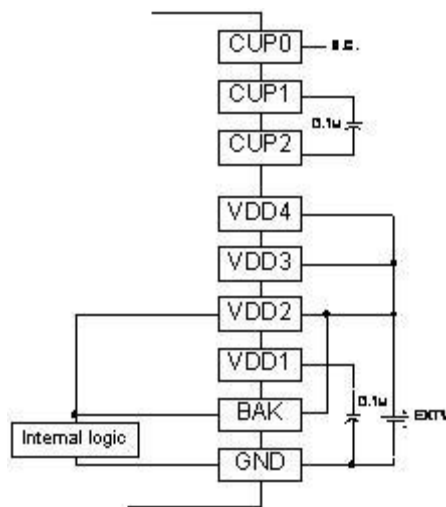 CUP0
CUP1
0.1u
CUP2
VDD4
VDD3
VDD2
VDD1
0.1u
BAK
Internal logic
GND